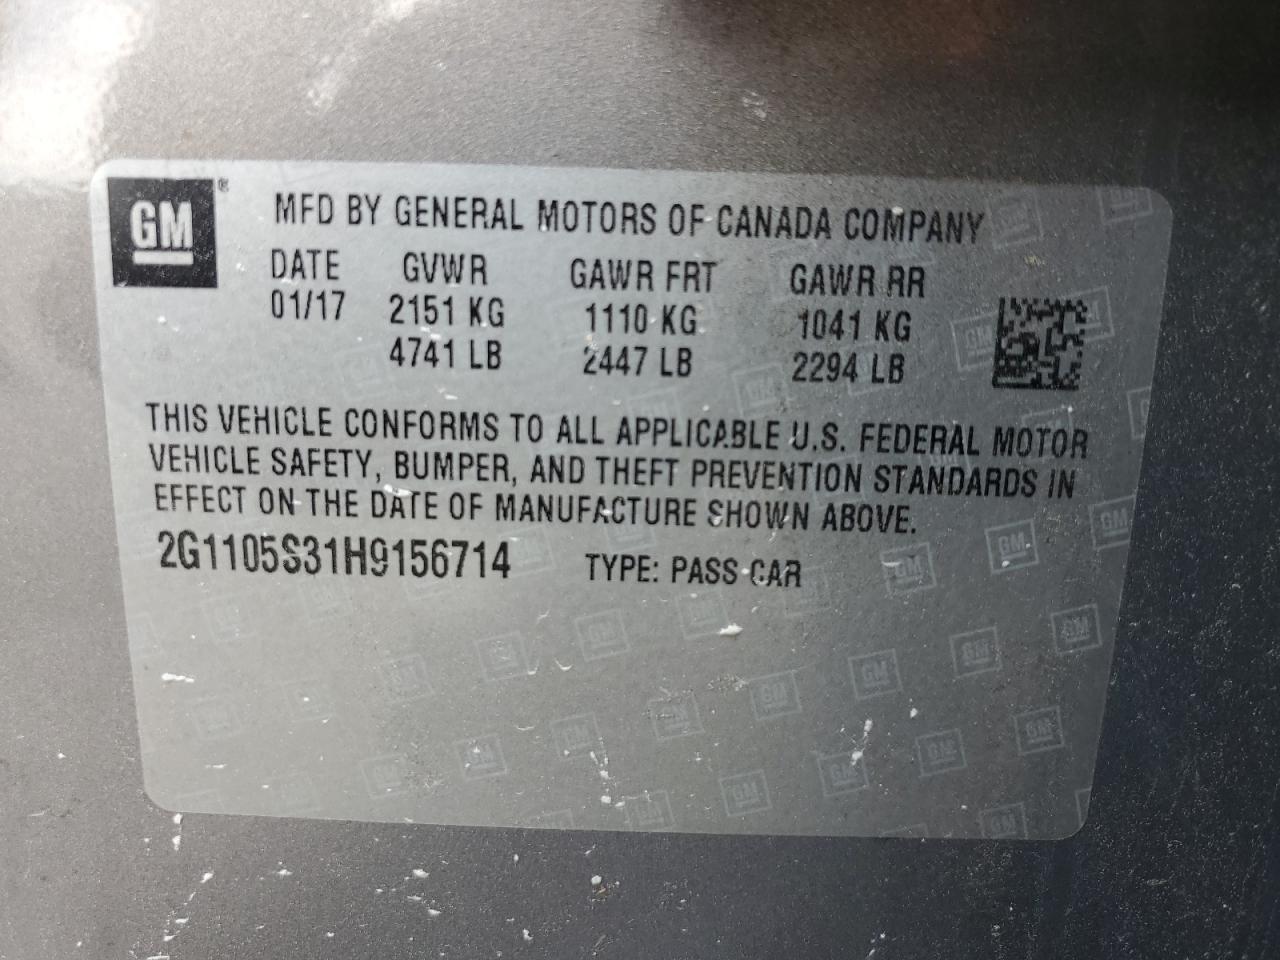 GM ®
MFD BY GENERAL MOTORS OF CANADA COMPANY
DATE GVWR GAWR FRT GAWR RR
01/17 2151 KG 1110 KG 1041 KG
4741 LB 2447 LB 2294 LB
THIS VEHICLE CONFORMS TO ALL APPLICABLE U.S. FEDERAL MOTOR
VEHICLE SAFETY, BUMPER, AND THEFT PREVENTION STANDARDS IN
EFFECT ON THE DATE OF MANUFACTURE SHOWN ABOVE.
2G1105S31H9156714 TYPE: PASS CAR